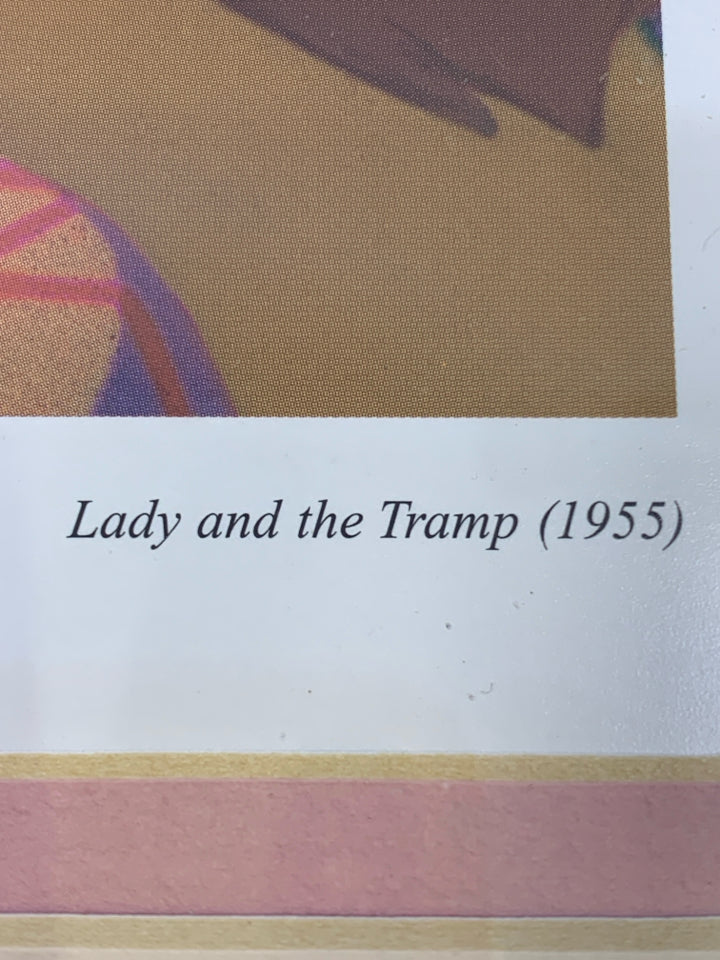 Lady and the Tramp (1955)